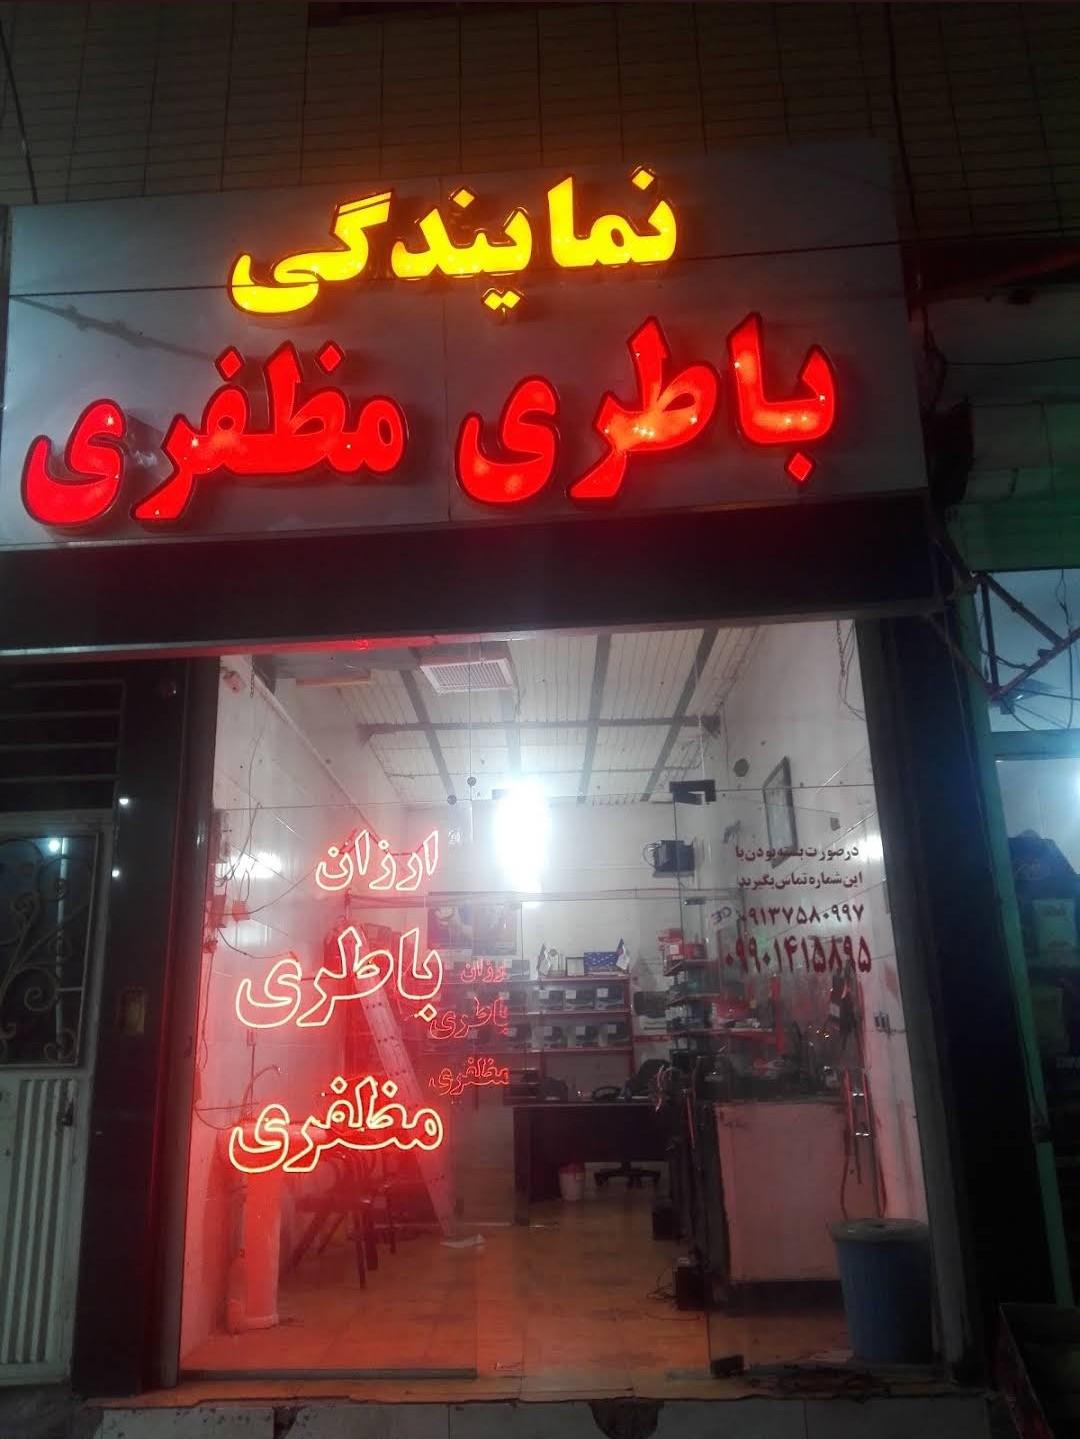 نمایندگی
باطری مظفری
ارزان
باطری
مظفری
ارزان
باطری
مظفری
درصورت بسته بودن با
این شماره تماس بگیرید
۰۹۱۳۷۵۸۰۹۹۷
۰۹۹۰۱۴۱۵۸۹۵